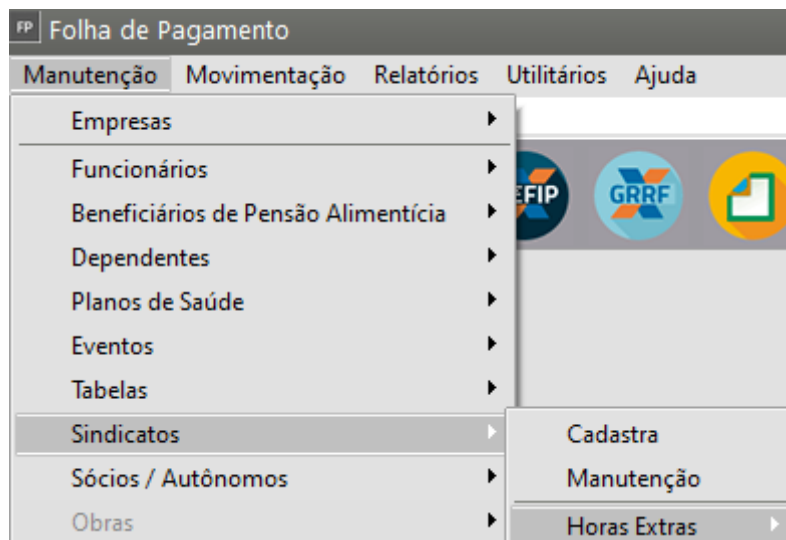 FP Folha de Pagamento
Manutenção Movimentação Relatórios Utilitários Ajuda
Empresas
Funcionários
Beneficiários de Pensão Alimentícia
Dependentes
Planos de Saúde
Eventos
Tabelas
Sindicatos
Sócios / Autônomos
Obras
EFIP
GRRF
Cadastra
Manutenção
Horas Extras